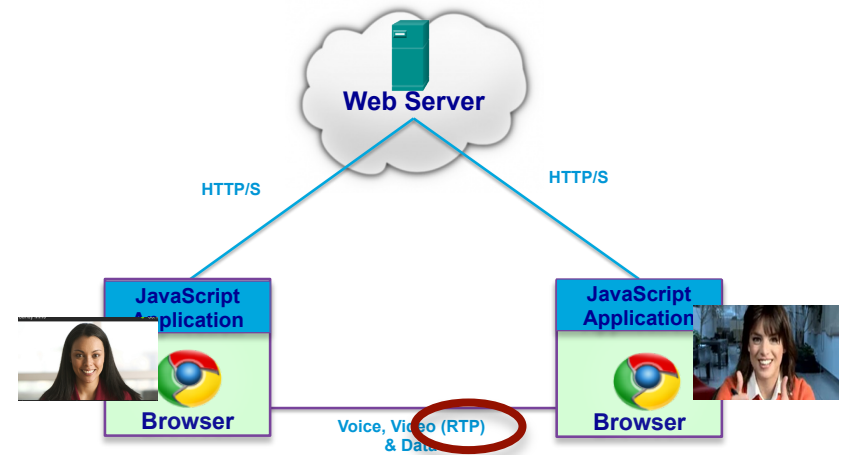 Web Server
HTTP/S
HTTP/S
JavaScript
Application
JavaScript
Application
Browser
Browser
Voice, Video (RTP)
& Data